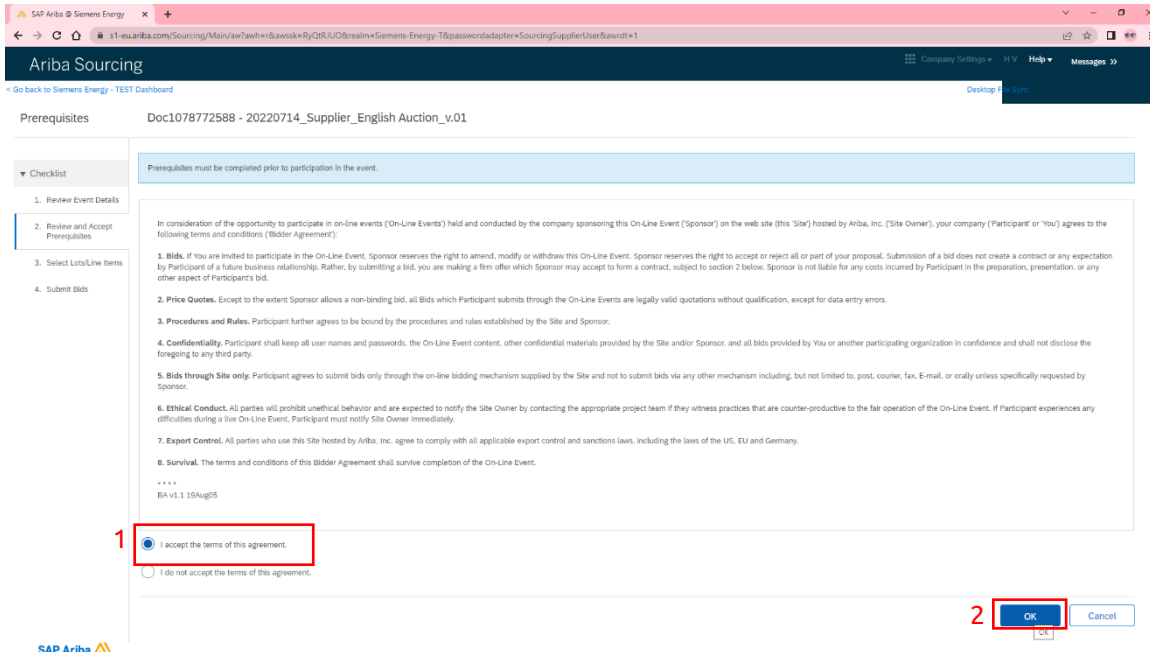 SAP Ariba @ Siemens Energy
s1-eu.ariba.com/Sourcing/Main/aw?awh=r&awssk=RyQtRJUO&realm=Siemens-Energy-T&passwordadapter=SourcingSupplierUser&awrdt=1
Ariba Sourcing
Company Settings
H V
Help
Messages »
< Go back to Siemens Energy - TEST Dashboard
Desktop File Sync
Prerequisites
Doc1078772588 - 20220714_Supplier_English Auction_v.01
Checklist
1. Review Event Details
2. Review and Accept
Prerequisites
3. Select Lots/Line Items
4. Submit Bids
Prerequisites must be completed prior to participation in the event.
In consideration of the opportunity to participate in on-line events ('On-Line Events') held and conducted by the company sponsoring this On-Line Event ('Sponsor') on the web site (this 'Site') hosted by Ariba, Inc. ('Site Owner'), your company ('Participant' or 'You') agrees to the
following terms and conditions ('Bidder Agreement'):
1. Bids. If You are invited to participate in the On-Line Event, Sponsor reserves the right to amend, modify or withdraw this On-Line Event. Sponsor reserves the right to accept or reject all or part of your proposal. Submission of a bid does not create a contract or any expectation
by Participant of a future business relationship. Rather, by submitting a bid, you are making a firm offer which Sponsor may accept to form a contract, subject to section 2 below. Sponsor is not liable for any costs incurred by Participant in the preparation, presentation, or any
other aspect of Participant's bid.
2. Price Quotes. Except to the extent Sponsor allows a non-binding bid, all Bids which Participant submits through the On-Line Events are legally valid quotations without qualification, except for data entry errors.
3. Procedures and Rules. Participant further agrees to be bound by the procedures and rules established by the Site and Sponsor.
4. Confidentiality. Participant shall keep all user names and passwords, the On-Line Event content, other confidential materials provided by the Site and/or Sponsor, and all bids provided by You or another participating organization in confidence and shall not disclose the
foregoing to any third party.
5. Bids through Site only. Participant agrees to submit bids only through the on-line bidding mechanism supplied by the Site and not to submit bids via any other mechanism including, but not limited to, post, courier, fax, E-mail, or orally unless specifically requested by
Sponsor.
6. Ethical Conduct. All parties will prohibit unethical behavior and are expected to notify the Site Owner by contacting the appropriate project team if they witness practices that are counter-productive to the fair operation of the On-Line Event. If Participant experiences any
difficulties during a live On-Line Event, Participant must notify Site Owner immediately.
7. Export Control. All parties who use this Site hosted by Ariba, Inc. agree to comply with all applicable export control and sanctions laws, including the laws of the US, EU and Germany.
8. Survival. The terms and conditions of this Bidder Agreement shall survive completion of the On-Line Event.
* * * *
BA v1.1 19Aug05
1
I accept the terms of this agreement.
I do not accept the terms of this agreement.
2
OK
Cancel
OK
SAP Ariba